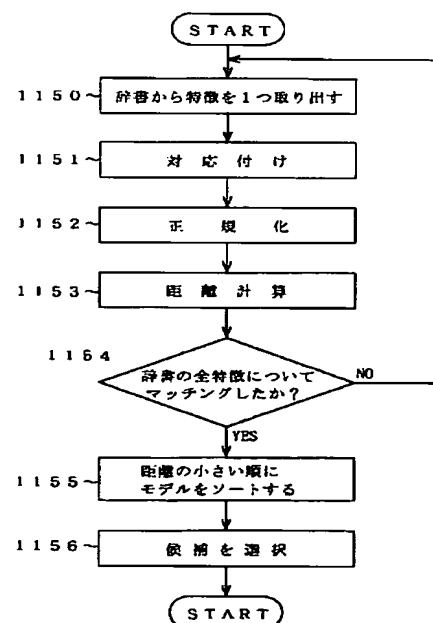 START
1150~ 辞書から特徴を1つ取り出す
1151~ 対応付け
1152~ 正規化
1153~ 距離計算
1154
辞書の全特徴について
マッチングしたか?
NO
YES
1155~ 距離の小さい順に
モデルをソートする
1156~ 候補を選択
START